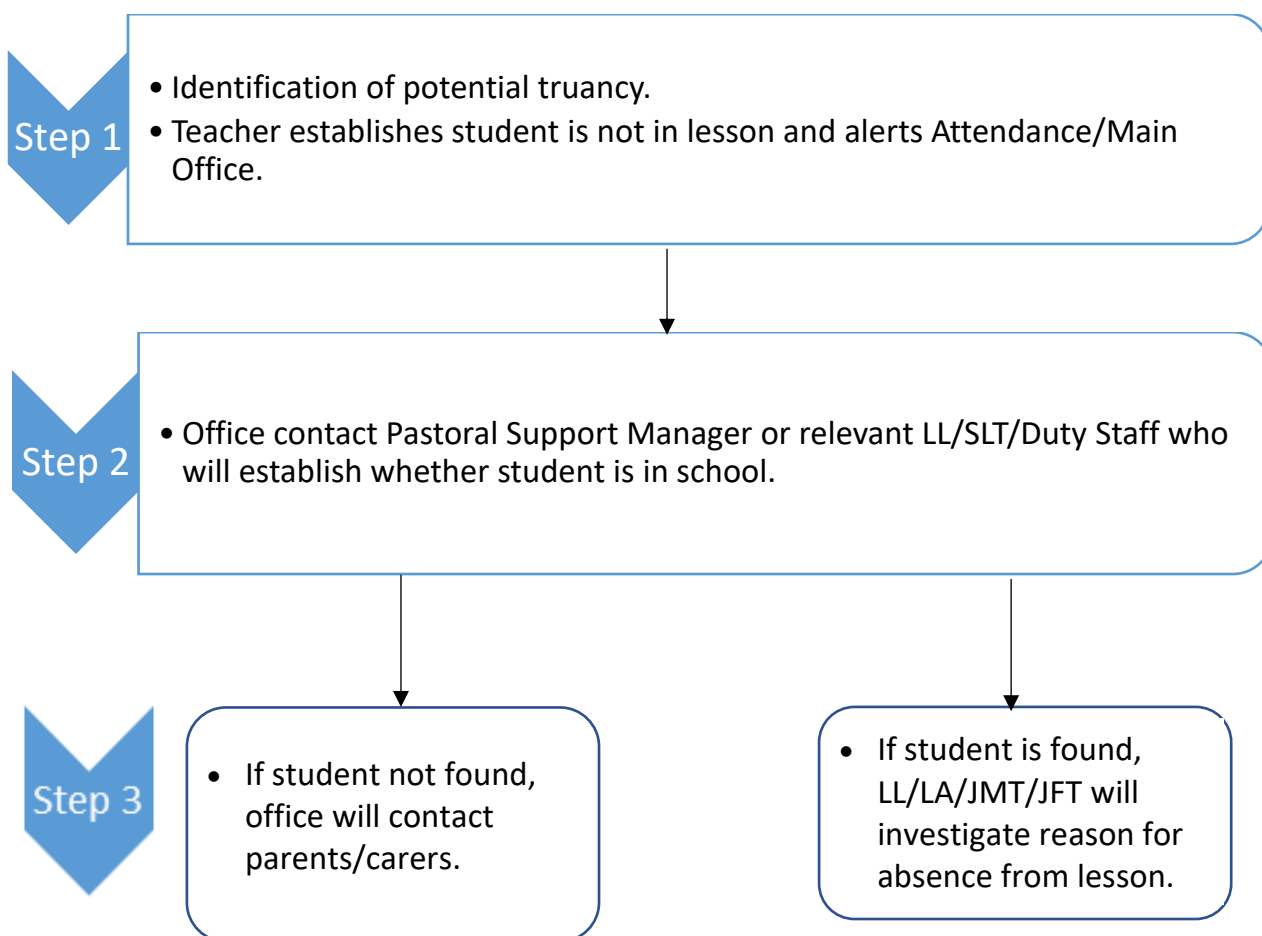 Step 1
• Identification of potential truancy.
• Teacher establishes student is not in lesson and alerts Attendance/Main
Office.
Step 2
• Office contact Pastoral Support Manager or relevant LL/SLT/Duty Staff who
will establish whether student is in school.
Step 3
• If student not found,
office will contact
parents/carers.
• If student is found,
LL/LA/JMT/JFT will
investigate reason for
absence from lesson.